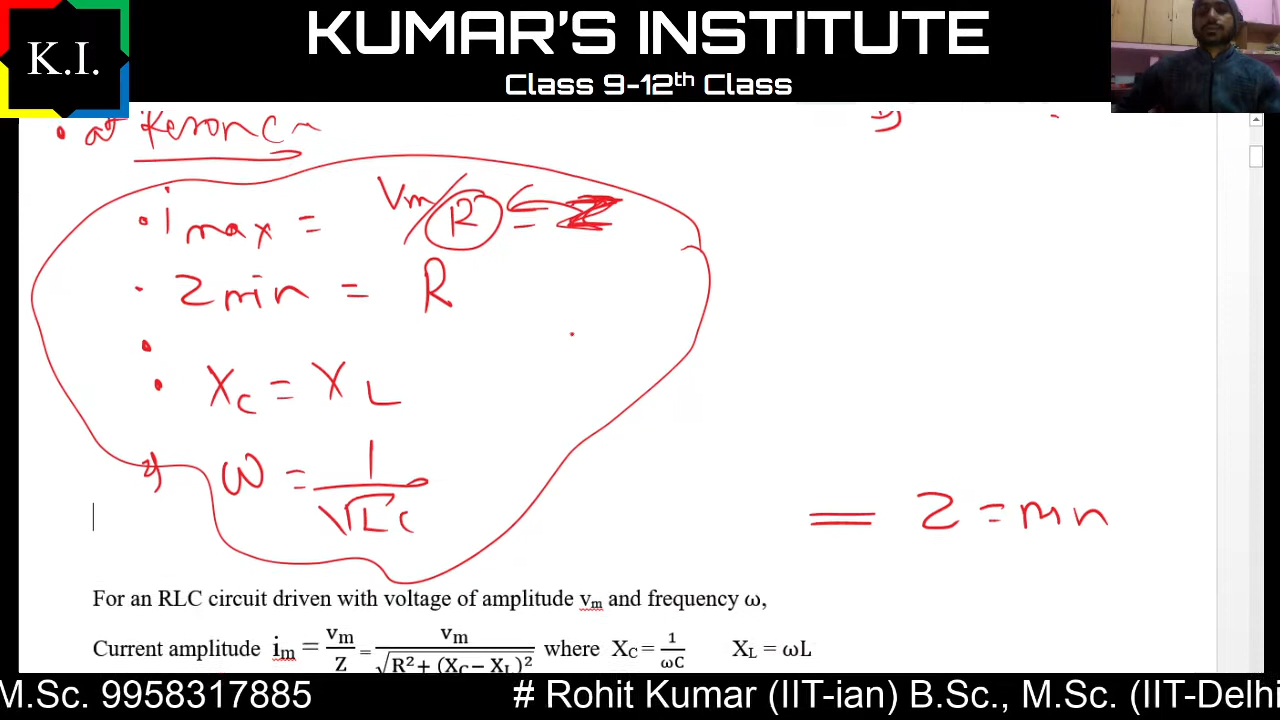 K.I.
KUMAR'S INSTITUTE
Class 9-12th Class
• at Resonc
• i max = Vm/R = Z
• Zmin = R
•
• XC = XL
ω = 1/√LC
= Z = min
For an RLC circuit driven with voltage of amplitude vm and frequency ω,
Current amplitude im = vm/Z = vm/√R²+ (XC− XL)² where XC = 1/ωC XL = ωL
M.Sc. 9958317885 # Rohit Kumar (IIT-ian) B.Sc., M.Sc. (IIT-Delhi